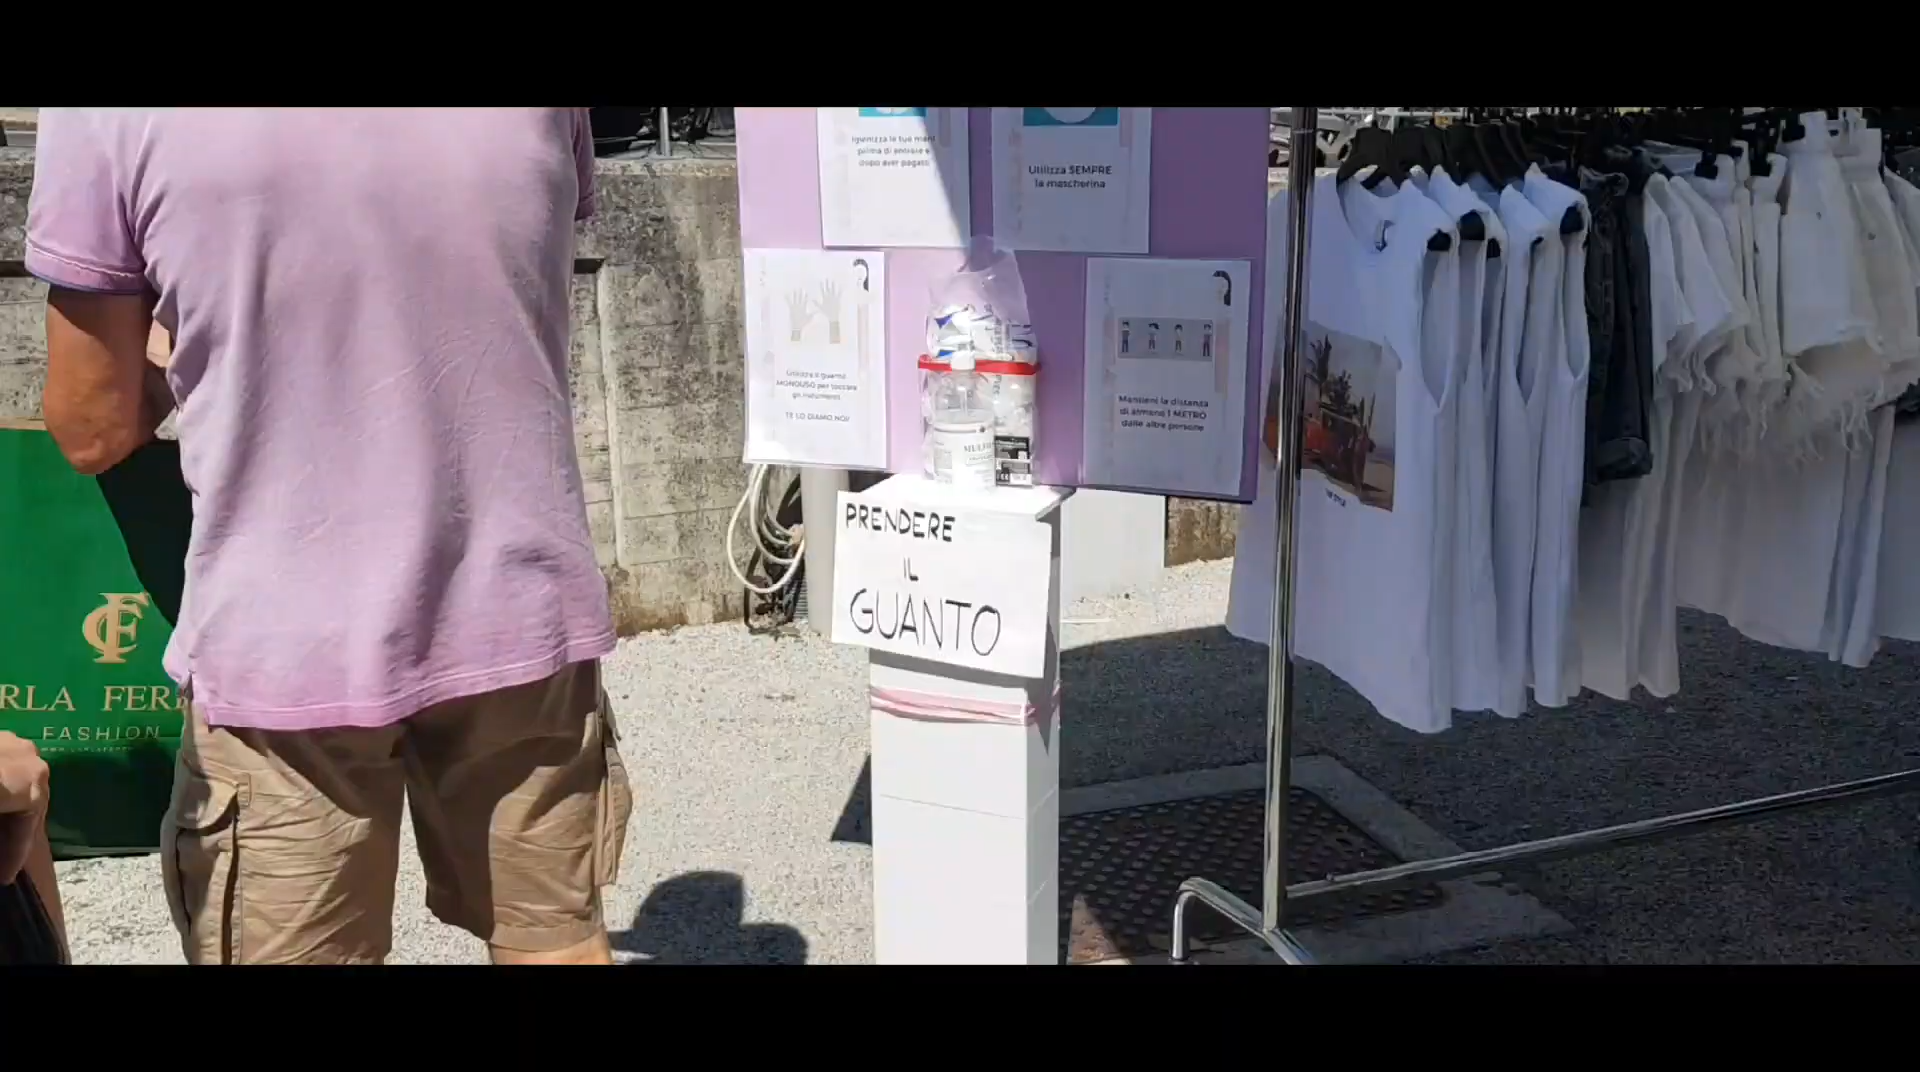 Igenizza le tue mani
prima di entrare e
dopo aver pagato
Utilizza SEMPRE
la mascherina
Utilizza il guanto
MONOUSO per toccare
gli indumenti
TE LO DIAMO NOI!
Mantieni la distanza
di almeno 1 METRO
dalle altre persone
PRENDERE
IL
GUANTO
RLA FER
FASHION